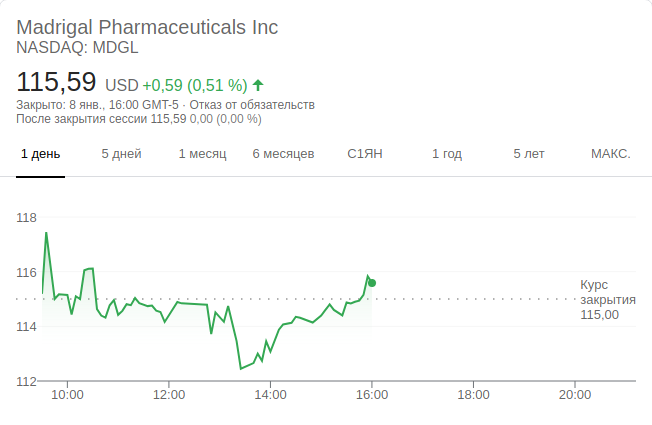 Madrigal Pharmaceuticals Inc
NASDAQ: MDGL
115,59 USD +0,59 (0,51 %)
Закрыто: 8 янв., 16:00 GMT-5 · Отказ от обязательств
После закрытия сессии 115,59 0,00 (0,00 %)
1 день 5 дней 1 месяц 6 месяцев С1ЯН 1 год 5 лет МАКС.
118
116
Курс
закрытия
115,00
114
112
10:00 12:00 14:00 16:00 18:00 20:00